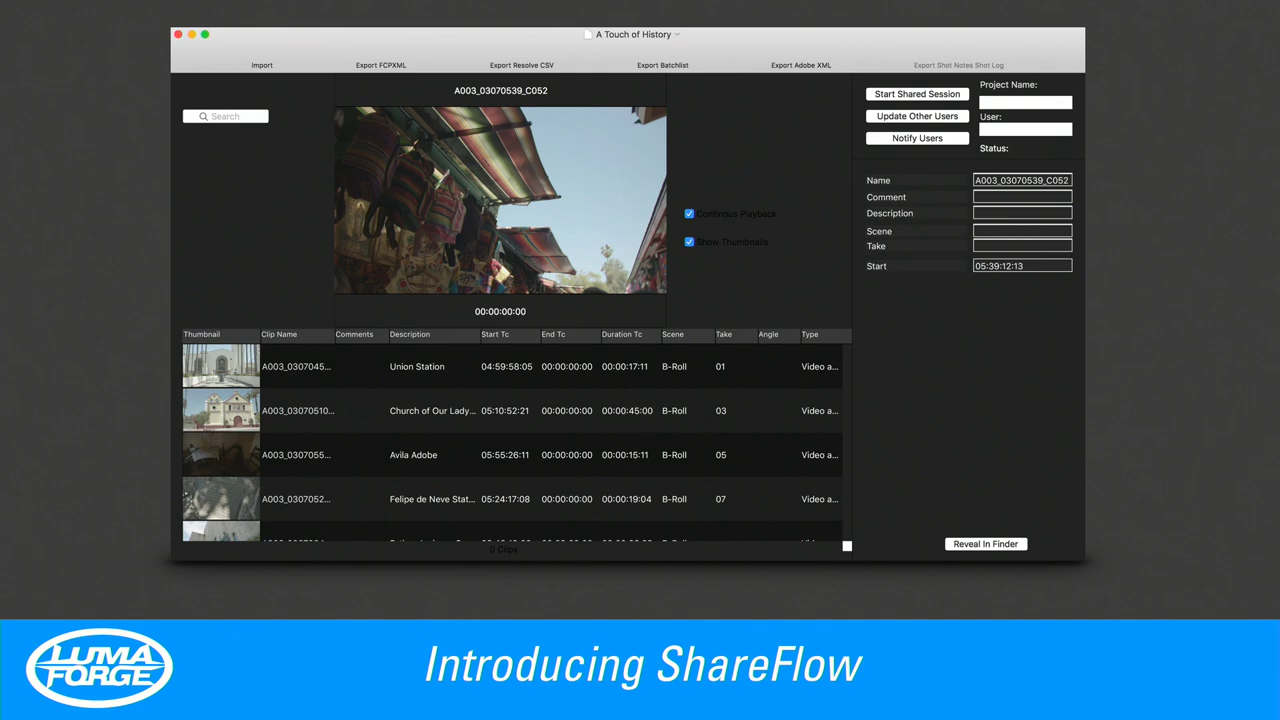 A Touch of History
Import Export FCPXML Export Resolve CSV Export Batchlist Export Adobe XML Export Shot Notes Shot Log
Search
A003_03070539_C052
Continous Playback
Show Thumbnails
00:00:00:00
Start Shared Session
Update Other Users
Notify Users
Project Name:
User:
Status:
Name A003_03070539_C052
Comment
Description
Scene
Take
Start 05:39:12:13
Thumbnail Clip Name Comments Description Start Tc End Tc Duration Tc Scene Take Angle Type
A003_0307045... Union Station 04:59:58:05 00:00:00:00 00:00:17:11 B-Roll 01 Video a...
A003_03070510... Church of Our Lady... 05:10:52:21 00:00:00:00 00:00:45:00 B-Roll 03 Video a...
A003_0307055... Avila Adobe 05:55:26:11 00:00:00:00 00:00:15:11 B-Roll 05 Video a...
A003_0307052... Felipe de Neve Stat... 05:24:17:08 00:00:00:00 00:00:19:04 B-Roll 07 Video a...
0 Clips
Reveal In Finder
LUMA
FORGE
Introducing ShareFlow